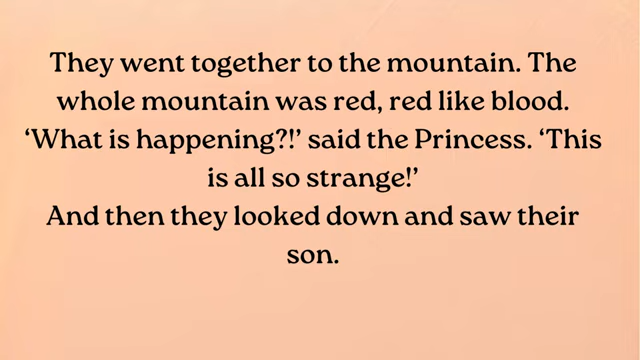 They went together to the mountain. The
whole mountain was red, red like blood.
‘What is happening?!’ said the Princess. ‘This
is all so strange!’
And then they looked down and saw their
son.